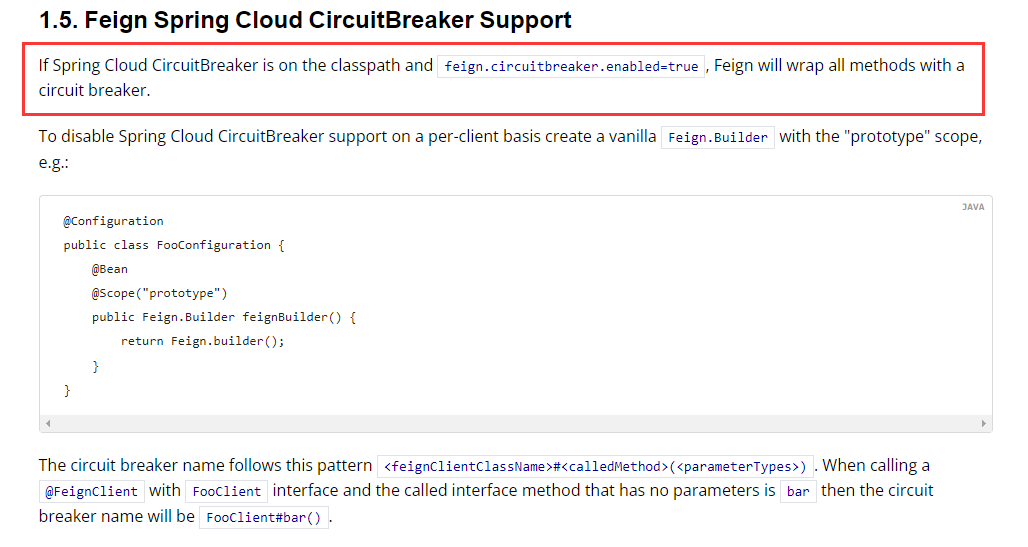 1.5. Feign Spring Cloud CircuitBreaker Support
If Spring Cloud CircuitBreaker is on the classpath and feign.circuitbreaker.enabled=true , Feign will wrap all methods with a
circuit breaker.
To disable Spring Cloud CircuitBreaker support on a per-client basis create a vanilla Feign.Builder with the "prototype" scope,
e.g.:
JAVA
@Configuration
public class FooConfiguration {
    @Bean
    @Scope("prototype")
    public Feign.Builder feignBuilder() {
        return Feign.builder();
    }
}
The circuit breaker name follows this pattern <feignClientClassName>#<calledMethod>(<parameterTypes>) . When calling a
@FeignClient with FooClient interface and the called interface method that has no parameters is bar then the circuit
breaker name will be FooClient#bar() .